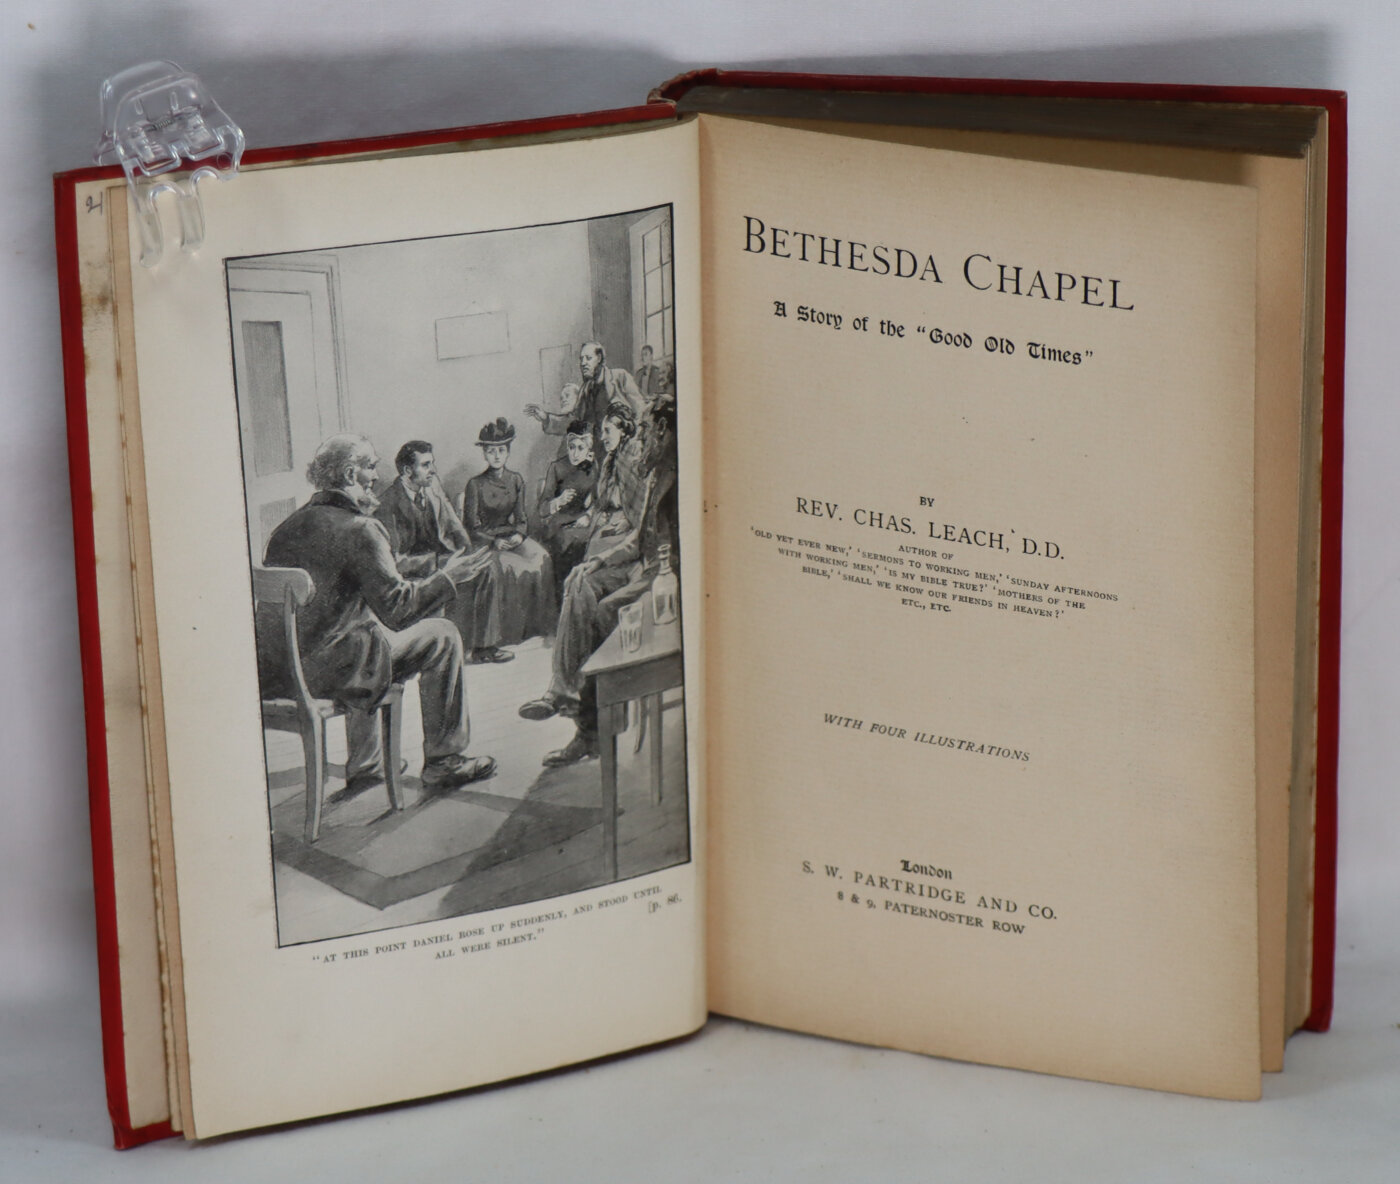 21
"AT THIS POINT DANIEL ROSE UP SUDDENLY, AND STOOD UNTIL
ALL WERE SILENT."
[p. 86.
BETHESDA CHAPEL
A Story of the "Good Old Times"
BY
REV. CHAS. LEACH, D.D.
AUTHOR OF
'OLD YET EVER NEW,' 'SERMONS TO WORKING MEN,' 'SUNDAY AFTERNOONS
WITH WORKING MEN,' 'IS MY BIBLE TRUE?' 'MOTHERS OF THE
BIBLE,' 'SHALL WE KNOW OUR FRIENDS IN HEAVEN?'
ETC., ETC.
WITH FOUR ILLUSTRATIONS
London
S. W. PARTRIDGE AND CO.
8 & 9, PATERNOSTER ROW